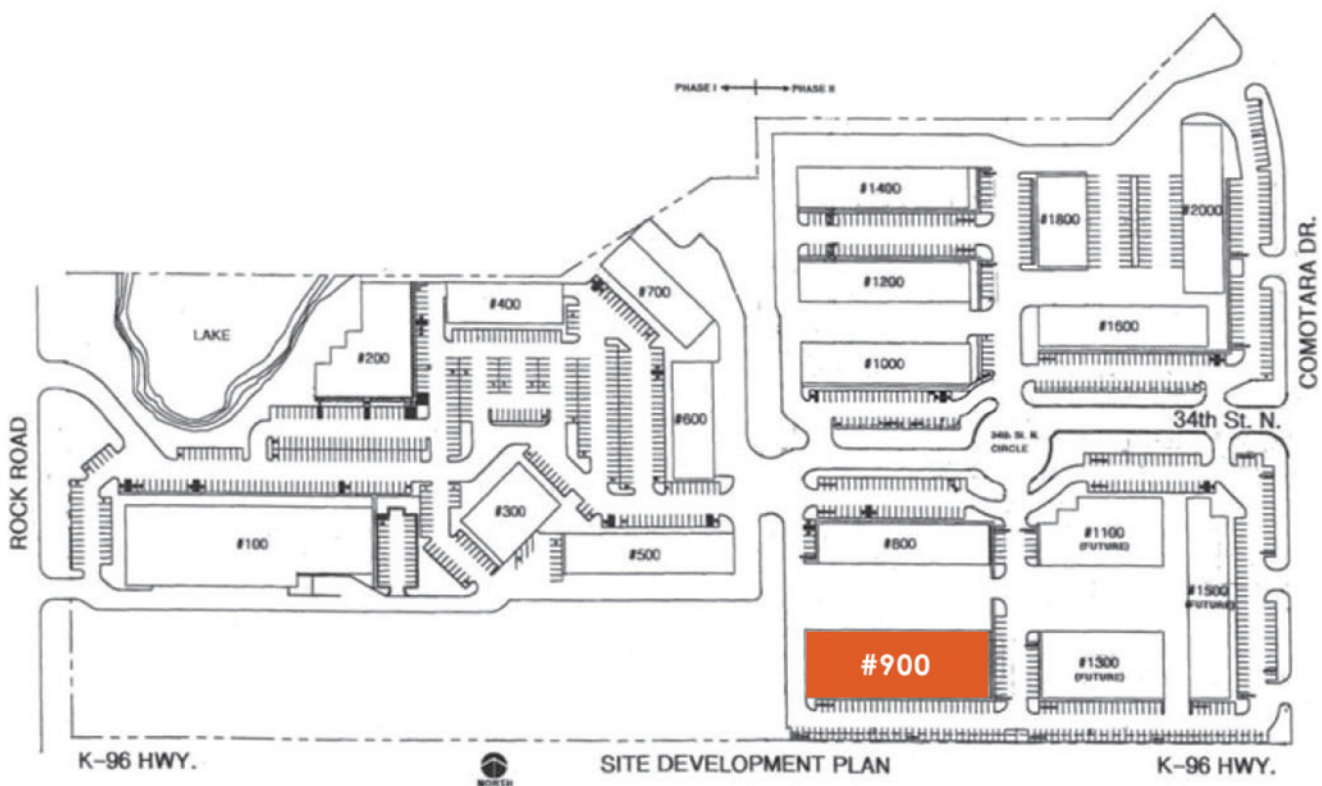 PHASE I
PHASE II
#1400
#1800
#2000
#1200
#700
#400
LAKE
#200
#1600
#1000
#600
COMOTARA DR.
34th St. N.
34th St. N.
CIRCLE
ROCK ROAD
#300
#100
#500
#800
#1100
(FUTURE)
#1500
(FUTURE)
#900
#1300
(FUTURE)
K-96 HWY.
NORTH
SITE DEVELOPMENT PLAN
K-96 HWY.